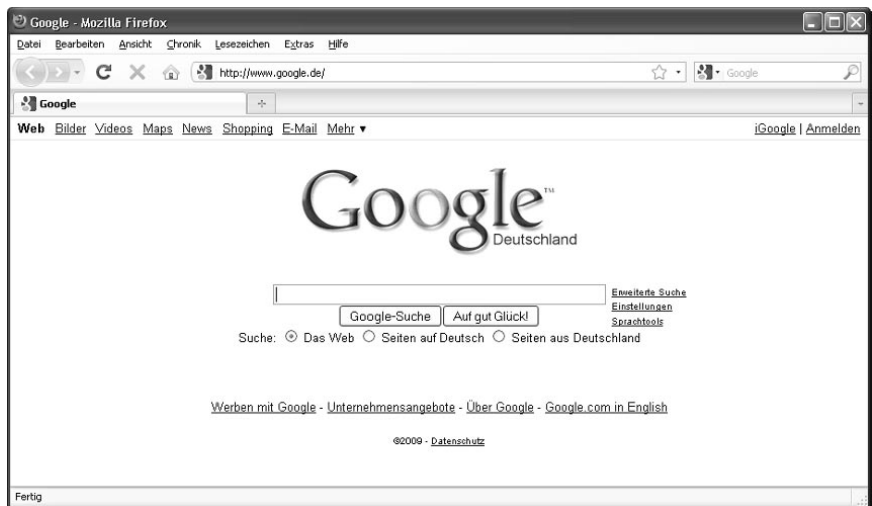 Google - Mozilla Firefox
Datei Bearbeiten Ansicht Chronik Lesezeichen Extras Hilfe
http://www.google.de/ Google
Google
Web Bilder Videos Maps News Shopping E-Mail Mehr ▼ iGoogle | Anmelden
Google™
Deutschland
Erweiterte Suche
Einstellungen
Google-Suche Auf gut Glück!
Sprachtools
Suche: Das Web Seiten auf Deutsch Seiten aus Deutschland
Werben mit Google - Unternehmensangebote - Über Google - Google.com in English
©2009 - Datenschutz
Fertig